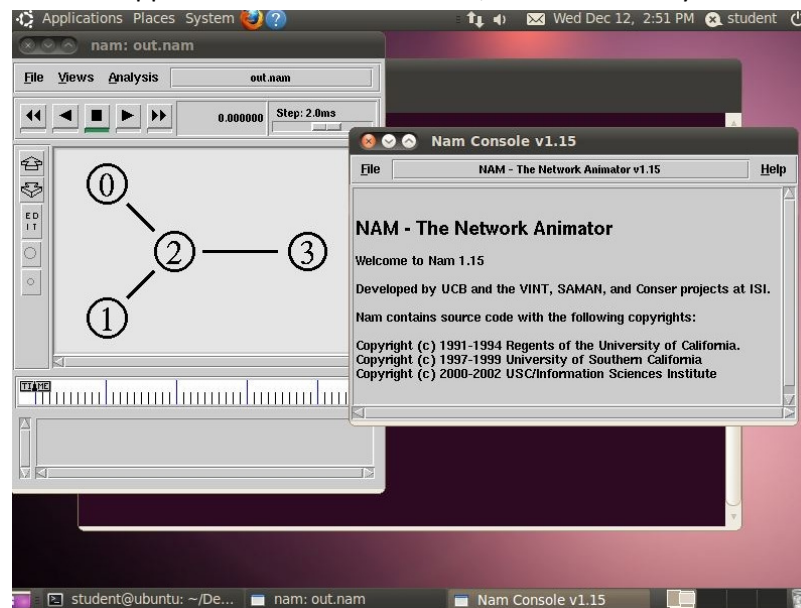 Applications Places System
Wed Dec 12, 2:51 PM student
nam: out.nam
File Views Analysis out.nam
0.000000 Step: 2.0ms
ED
IT
0
2
3
1
TIME
Nam Console v1.15
File NAM - The Network Animator v1.15 Help
NAM - The Network Animator
Welcome to Nam 1.15
Developed by UCB and the VINT, SAMAN, and Conser projects at ISI.
Nam contains source code with the following copyrights:
Copyright (c) 1991-1994 Regents of the University of California.
Copyright (c) 1997-1999 University of Southern California
Copyright (c) 2000-2002 USC/Information Sciences Institute
student@ubuntu: ~/De... nam: out.nam Nam Console v1.15